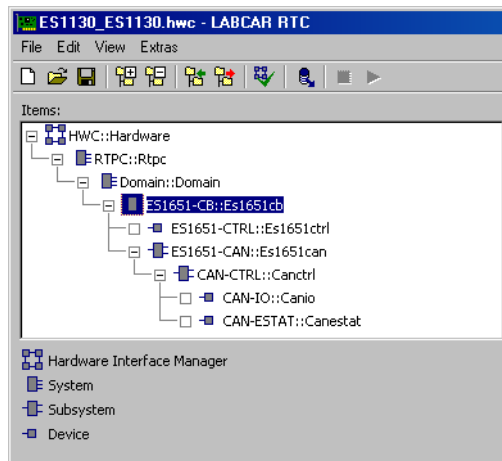 ES1130_ES1130.hwc - LABCAR RTC
File Edit View Extras
Items:
HWC::Hardware
RTPC::Rtpc
Domain::Domain
ES1651-CB::Es1651cb
ES1651-CTRL::Es1651ctrl
ES1651-CAN::Es1651can
CAN-CTRL::Canctrl
CAN-IO::Canio
CAN-ESTAT::Canestat
Hardware Interface Manager
System
Subsystem
Device